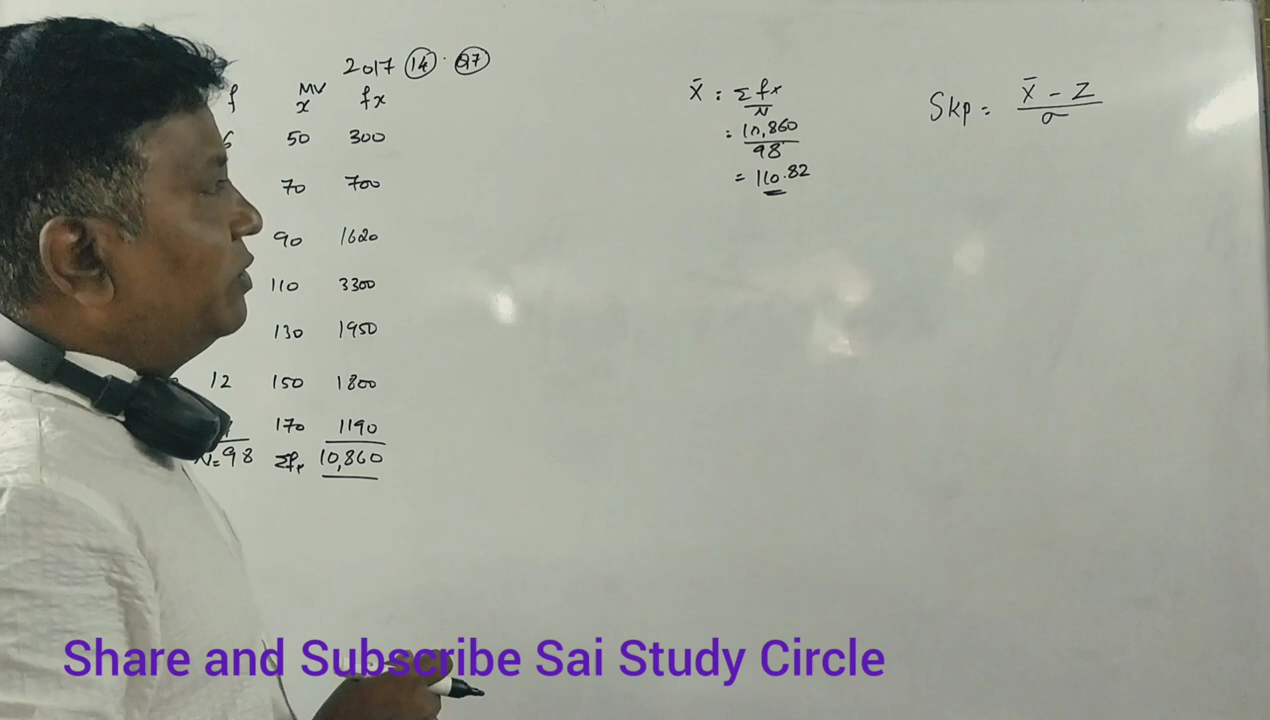 2017 14 · Q7
f MV x fx
6 50 300
70 700
90 1620
110 3300
130 1950
12 150 1800
170 1190
N=98 Σfx 10,860
X̄ : Σfx / N
= 10,860 / 98
= 110.82
Skp = X̄ - Z / σ
Share and Subscribe Sai Study Circle